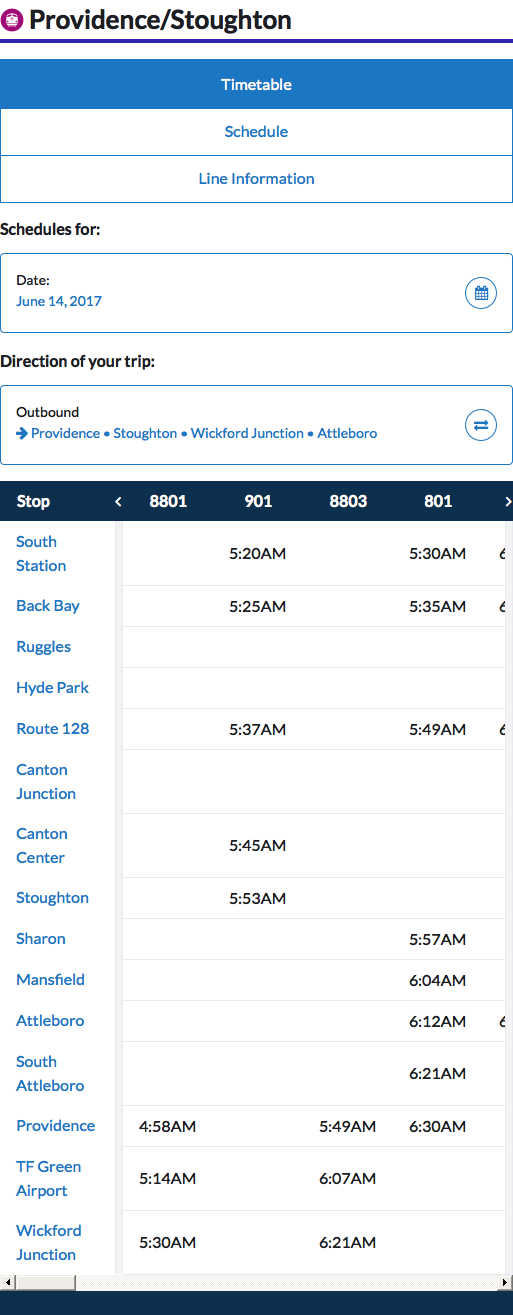 Providence/Stoughton
Timetable
Schedule
Line Information
Schedules for:
Date:
June 14, 2017
Direction of your trip:
Outbound
Providence • Stoughton • Wickford Junction • Attleboro
Stop 8801 901 8803 801
South
Station 5:20AM 5:30AM
Back Bay 5:25AM 5:35AM
Ruggles
Hyde Park
Route 128 5:37AM 5:49AM
Canton
Junction
Canton
Center 5:45AM
Stoughton 5:53AM
Sharon 5:57AM
Mansfield 6:04AM
Attleboro 6:12AM
South
Attleboro 6:21AM
Providence 4:58AM 5:49AM 6:30AM
TF Green
Airport 5:14AM 6:07AM
Wickford
Junction 5:30AM 6:21AM